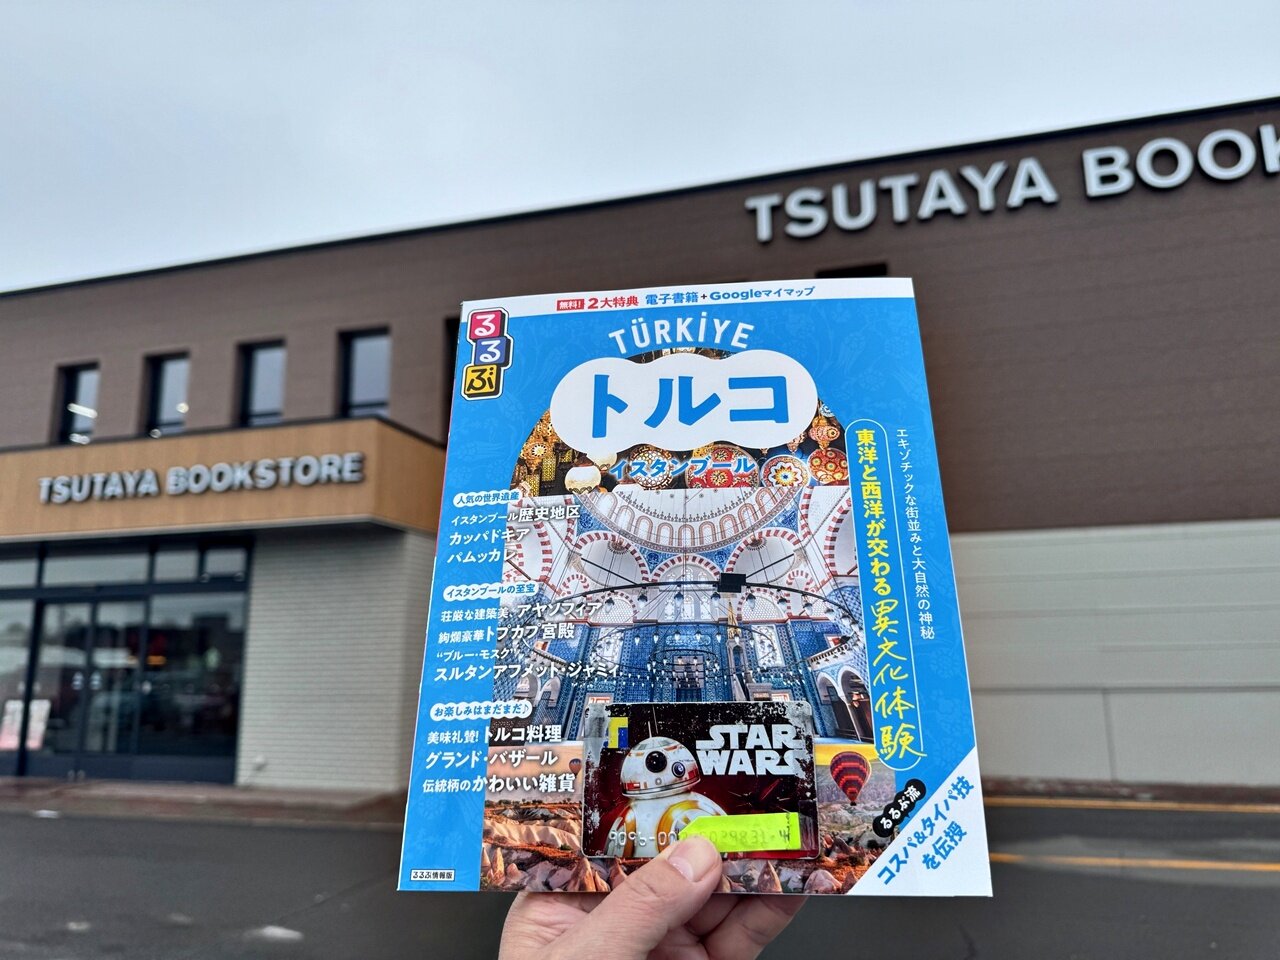 TSUTAYA BOOK
TSUTAYA BOOKSTORE
無料! 2大特典 電子書籍+Googleマイマップ
るるぶ
TÜRKİYE
トルコ
イスタンブール
人気の世界遺産
イスタンブール歴史地区
カッパドキア
パムッカレ
イスタンブールの至宝
荘厳な建築美、アヤソフィア
絢爛豪華トプカプ宮殿
“ブルー・モスク”、
スルタンアフメット・ジャミィ
お楽しみはまだまだ♪
美味礼賛!トルコ料理
グランド・バザール
伝統柄のかわいい雑貨
エキゾチックな街並みと大自然の神秘
東洋と西洋が交わる異文化体験
STAR
WARS
るるぶ流
コスパ&タイパ技
を伝授
るるぶ情報版